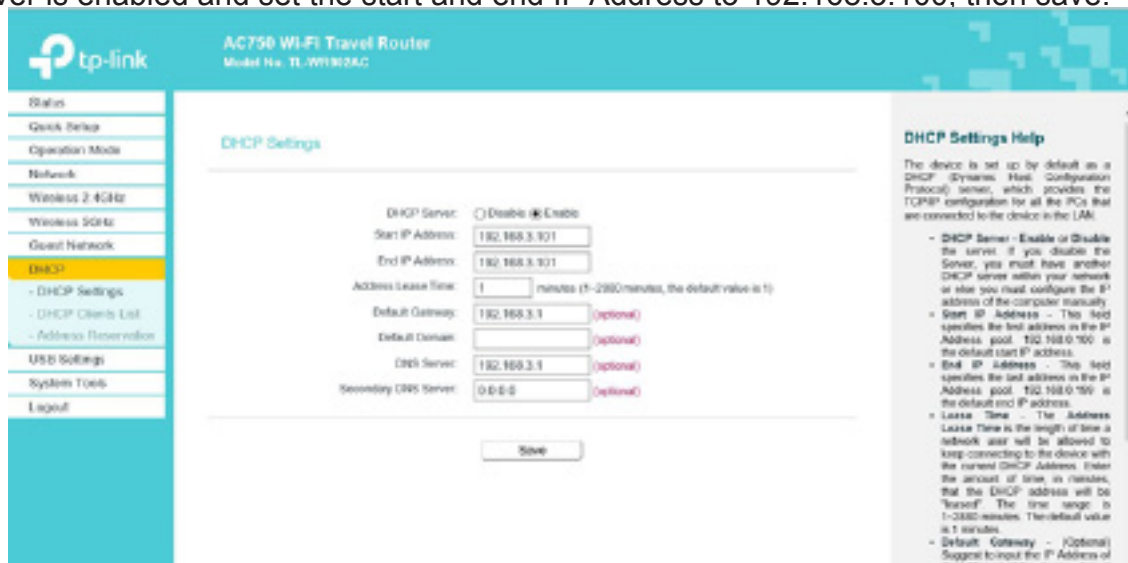 ver is enabled and set the start and end IP Address to 192.168.3.100, then save.
tp-link
AC750 Wi-Fi Travel Router
Model No. TL-WR902AC
Status
Quick Setup
Operation Mode
Network
Wireless 2.4GHz
Wireless 5GHz
Guest Network
DHCP
- DHCP Settings
- DHCP Clients List
- Address Reservation
USB Settings
System Tools
Logout
DHCP Settings
DHCP Server: Disable Enable
Start IP Address: 192.168.3.101
End IP Address: 192.168.3.101
Address Lease Time: 1 minutes (1~2880 minutes, the default value is 1)
Default Gateway: 192.168.3.1 (optional)
Default Domain: (optional)
DNS Server: 192.168.3.1 (optional)
Secondary DNS Server: 0.0.0.0 (optional)
Save
DHCP Settings Help
The device is set up by default as a
DHCP (Dynamic Host Configuration
Protocol) server, which provides the
TCP/IP configuration for all the PCs that
are connected to the device in the LAN.
- DHCP Server - Enable or Disable
the server. If you disable the
Server, you must have another
DHCP server within your network
or else you must configure the IP
address of the computer manually.
- Start IP Address - This field
specifies the first address in the IP
Address pool. 192.168.0.100 is
the default start IP address.
- End IP Address - This field
specifies the last address in the IP
Address pool. 192.168.0.199 is
the default end IP address.
- Lease Time - The Address
Lease Time is the length of time a
network user will be allowed to
keep connecting to the device with
the current DHCP Address. Enter
the amount of time, in minutes,
that the DHCP address will be
"leased". The time range is
1~2880 minutes. The default value
is 1 minutes.
- Default Gateway - (Optional)
Suggest to input the IP Address of